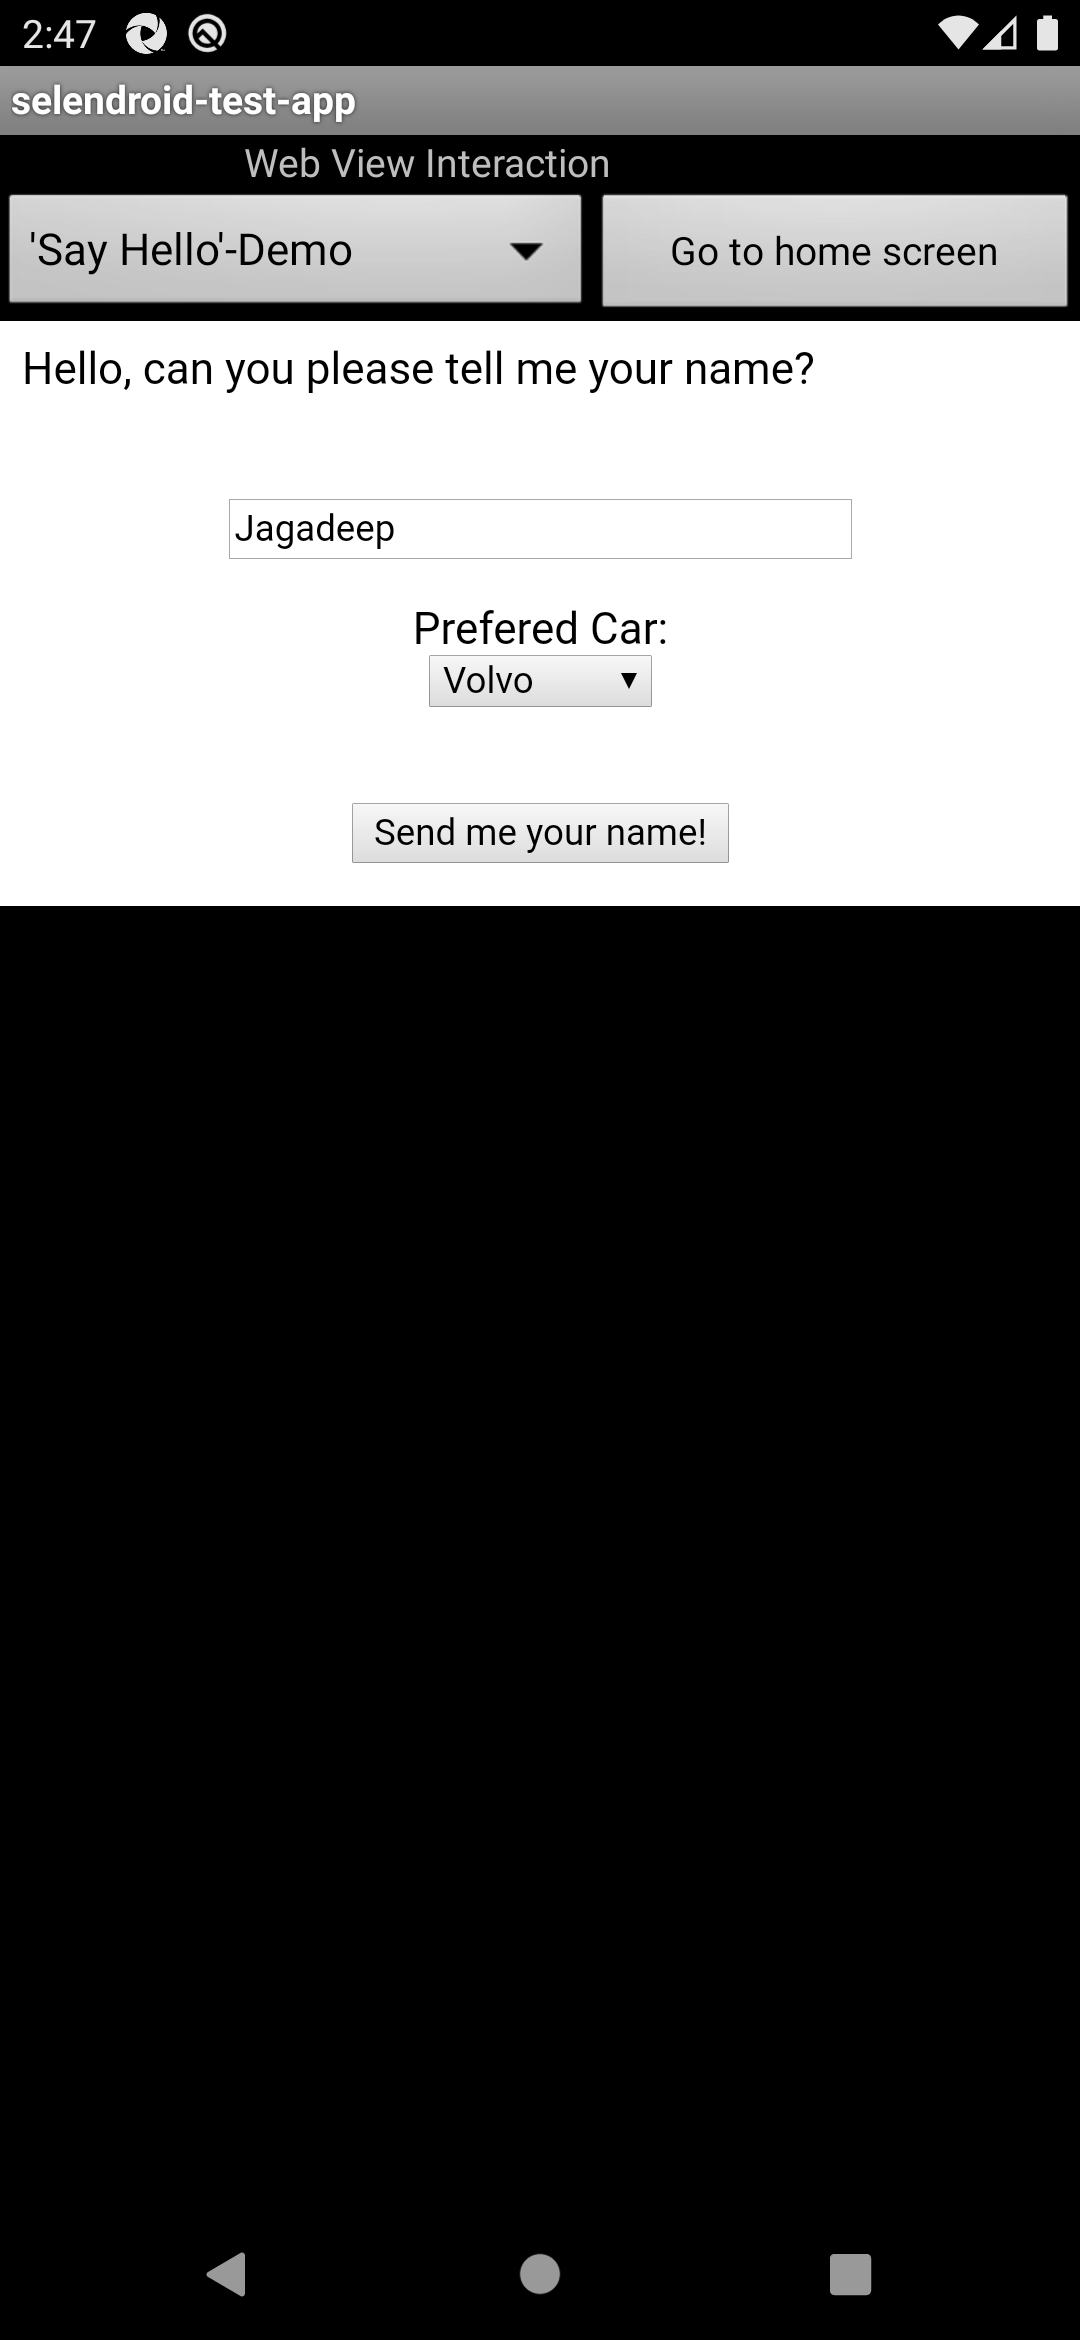 2:47
selendroid-test-app
Web View Interaction
'Say Hello'-Demo
Go to home screen
Hello, can you please tell me your name?
Jagadeep
Prefered Car:
Volvo
Send me your name!